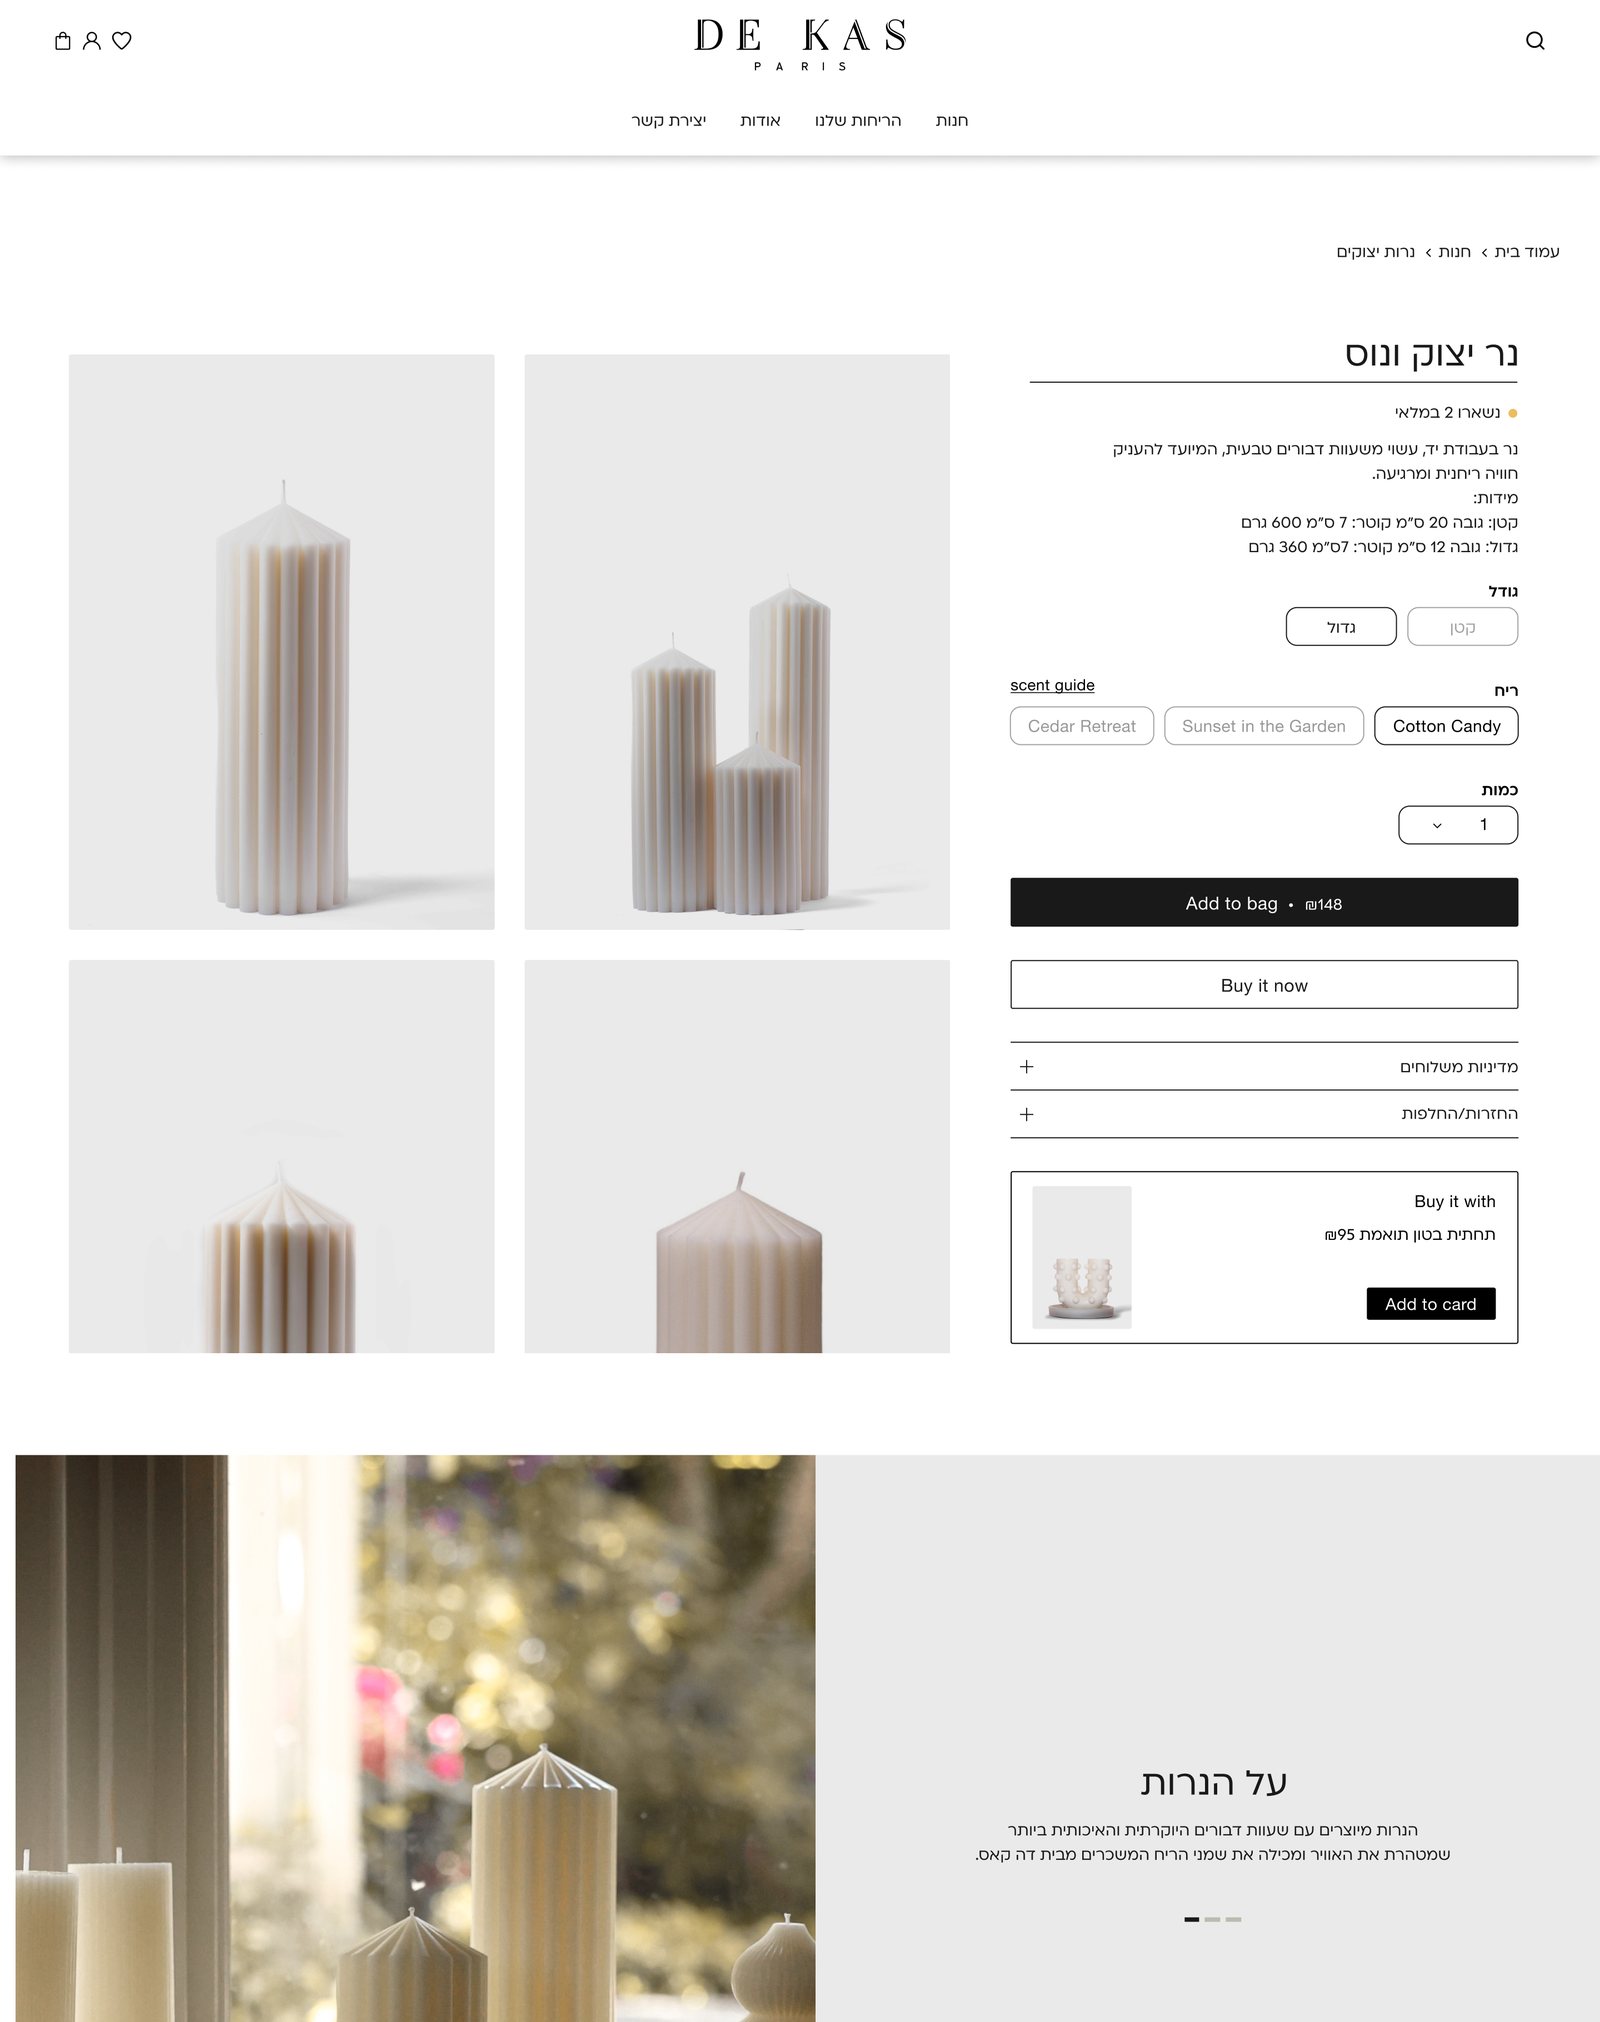 DE KAS
PARIS
חנות
הריחות שלנו
אודות
יצירת קשר
עמוד בית › חנות › נרות יצוקים
נר יצוק ונוס
נשארו 2 במלאי
נר בעבודת יד, עשוי משעוות דבורים טבעית, המיועד להעניק
חוויה ריחנית ומרגיעה.
מידות:
קטן: גובה 20 ס״מ קוטר: 7 ס״מ 600 גרם
גדול: גובה 12 ס״מ קוטר: 7ס״מ 360 גרם
גודל
קטן
גדול
ריח
scent guide
Cotton Candy
Sunset in the Garden
Cedar Retreat
כמות
1
Add to bag • ₪148
Buy it now
מדיניות משלוחים
החזרות/החלפות
Buy it with
תחתית בטון תואמת ₪95
Add to card
על הנרות
הנרות מיוצרים עם שעוות דבורים היוקרתית והאיכותית ביותר
שמטהרת את האוויר ומכילה את שמני הריח המשכרים מבית דה קאס.